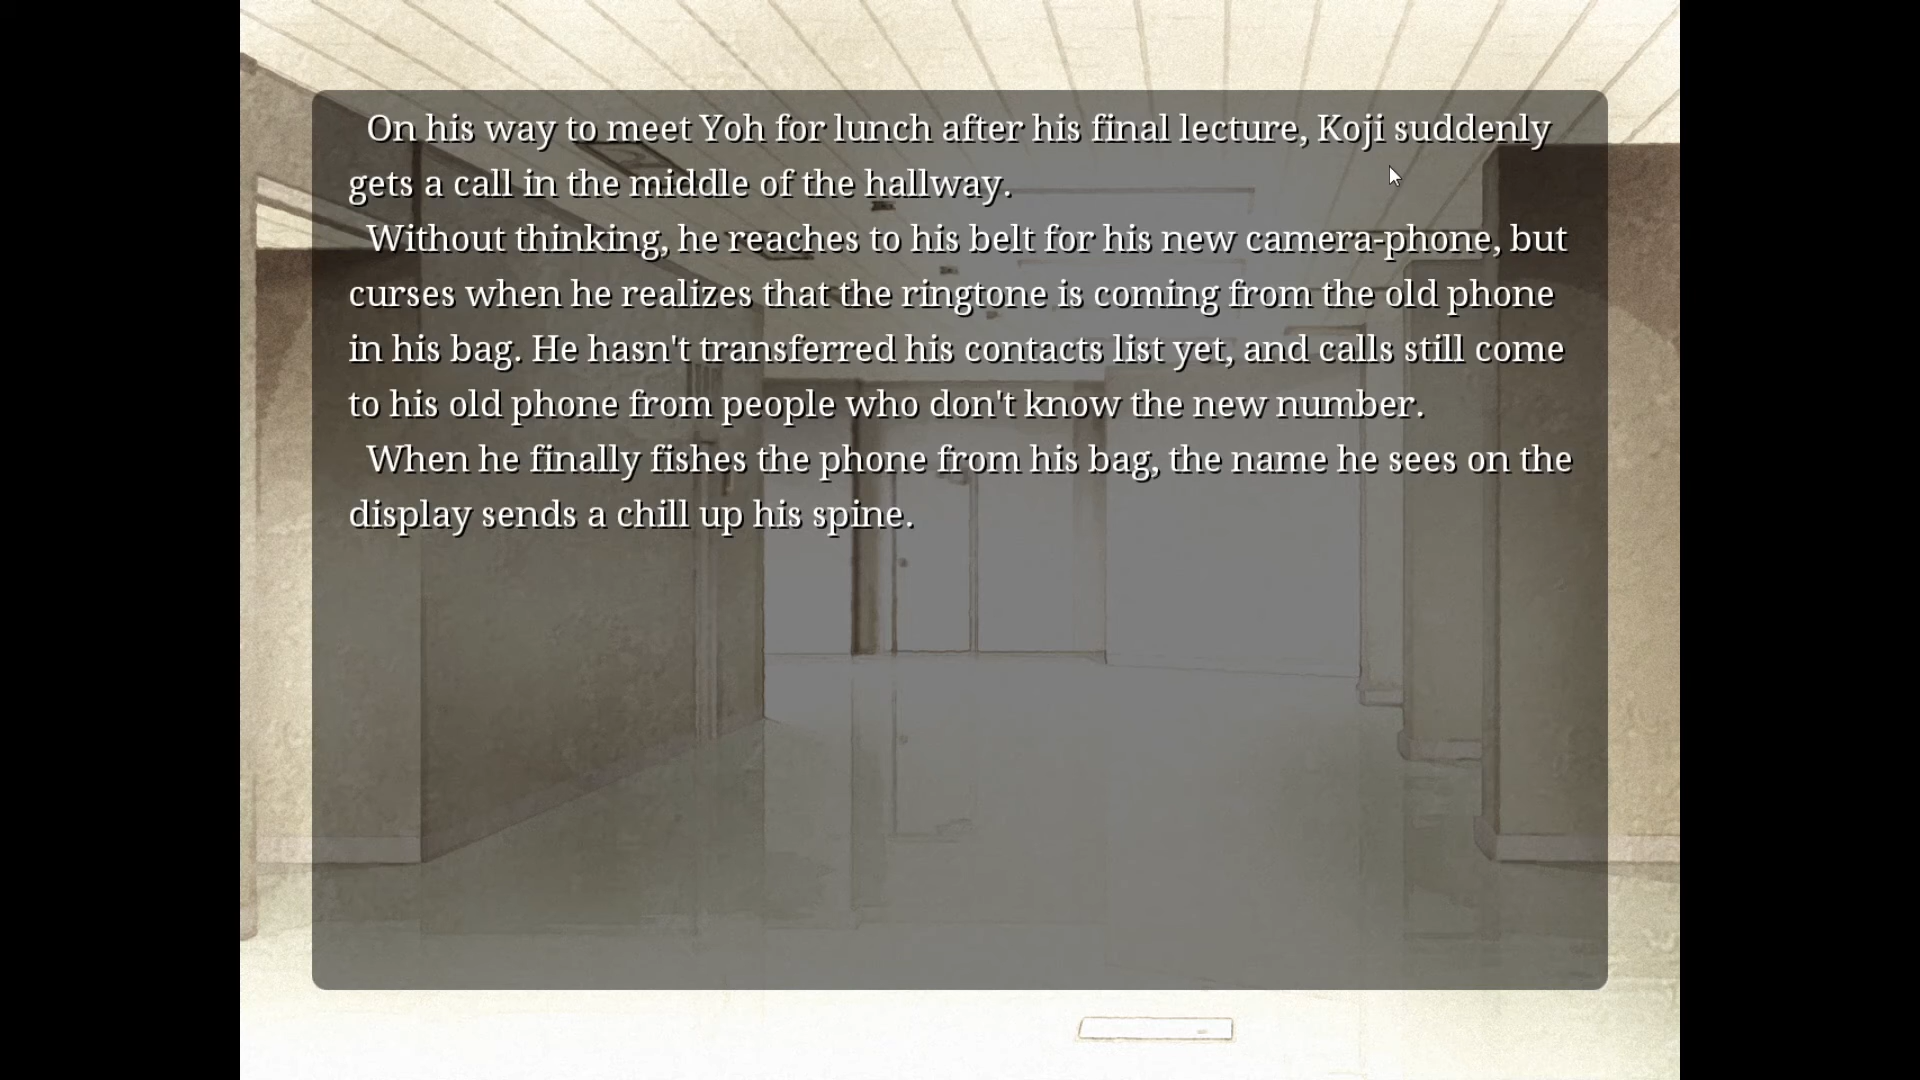 On his way to meet Yoh for lunch after his final lecture, Koji suddenly
gets a call in the middle of the hallway.
Without thinking, he reaches to his belt for his new camera-phone, but
curses when he realizes that the ringtone is coming from the old phone
in his bag. He hasn't transferred his contacts list yet, and calls still come
to his old phone from people who don't know the new number.
When he finally fishes the phone from his bag, the name he sees on the
display sends a chill up his spine.